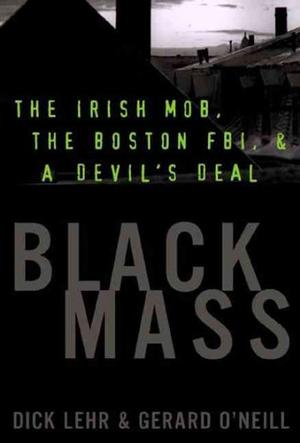 THE IRISH MOB,
THE BOSTON FBI, &
A DEVIL'S DEAL
BLACK
MASS
DICK LEHR & GERARD O'NEILL